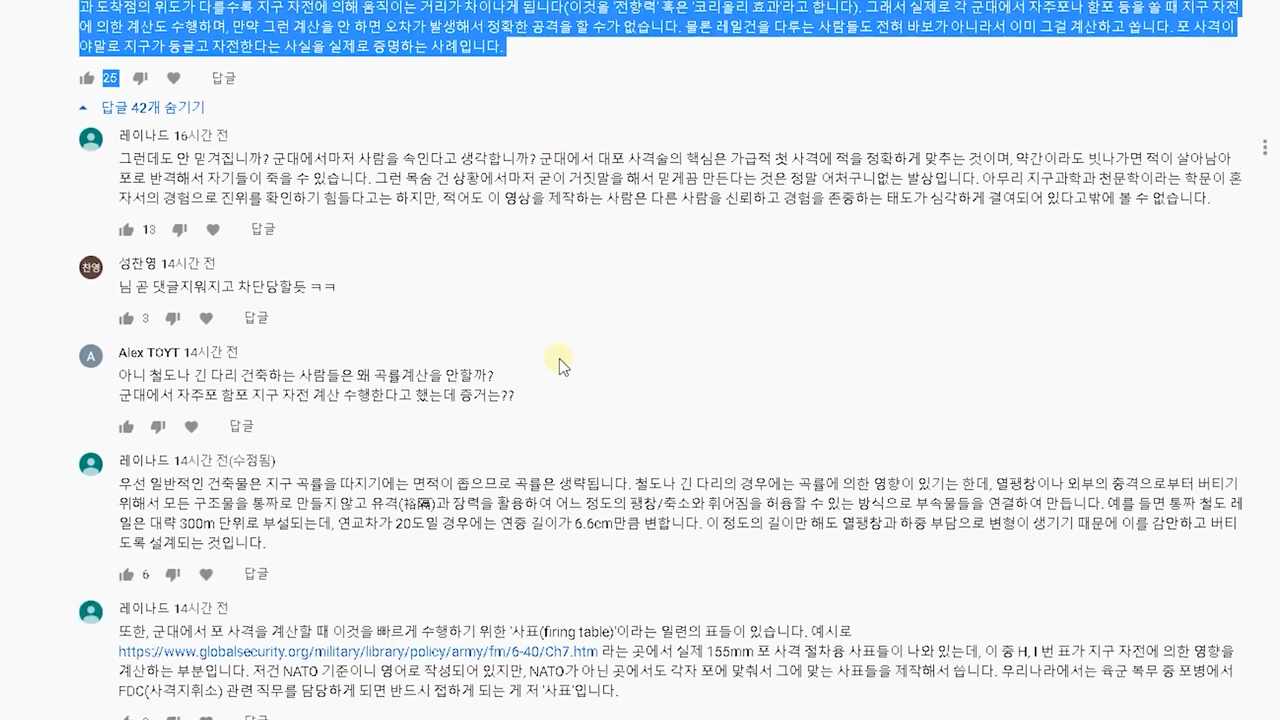 과 도착점의 위도가 다를수록 지구 자전에 의해 움직이는 거리가 차이나게 됩니다(이것을 '전향력' 혹은 '코리올리 효과'라고 합니다). 그래서 실제로 각 군대에서 자주포나 함포 등을 쏠 때 지구 자전
에 의한 계산도 수행하며, 만약 그런 계산을 안 하면 오차가 발생해서 정확한 공격을 할 수가 없습니다. 물론 레일건을 다루는 사람들도 전혀 바보가 아니라서 이미 그걸 계산하고 쏩니다. 포 사격이
야말로 지구가 둥글고 자전한다는 사실을 실제로 증명하는 사례입니다.
25 답글
답글 42개 숨기기
레이나드 16시간 전
그런데도 안 믿겨집니까? 군대에서마저 사람을 속인다고 생각합니까? 군대에서 대포 사격술의 핵심은 가급적 첫 사격에 적을 정확하게 맞추는 것이며, 약간이라도 빗나가면 적이 살아남아
포로 반격해서 자기들이 죽을 수 있습니다. 그런 목숨 건 상황에서마저 굳이 거짓말을 해서 믿게끔 만든다는 것은 정말 어처구니없는 발상입니다. 아무리 지구과학과 천문학이라는 학문이 혼
자서의 경험으로 진위를 확인하기 힘들다고는 하지만, 적어도 이 영상을 제작하는 사람은 다른 사람을 신뢰하고 경험을 존중하는 태도가 심각하게 결여되어 있다고밖에 볼 수 없습니다.
13 답글
찬영
성찬영 14시간 전
님 곧 댓글지워지고 차단당할듯 ㅋㅋ
3 답글
A
Alex TOYT 14시간 전
아니 철도나 긴 다리 건축하는 사람들은 왜 곡률계산을 안할까?
군대에서 자주포 함포 지구 자전 계산 수행한다고 했는데 증거는??
답글
레이나드 14시간 전(수정됨)
우선 일반적인 건축물은 지구 곡률을 따지기에는 면적이 좁으므로 곡률은 생략됩니다. 철도나 긴 다리의 경우에는 곡률에 의한 영향이 있기는 한데, 열팽창이나 외부의 충격으로부터 버티기
위해서 모든 구조물을 통짜로 만들지 않고 유격(裕隔)과 장력을 활용하여 어느 정도의 팽창/축소와 휘어짐을 허용할 수 있는 방식으로 부속물들을 연결하여 만듭니다. 예를 들면 통짜 철도 레
일은 대략 300m 단위로 부설되는데, 연교차가 20도일 경우에는 연중 길이가 6.6cm만큼 변합니다. 이 정도의 길이만 해도 열팽창과 하중 부담으로 변형이 생기기 때문에 이를 감안하고 버티
도록 설계되는 것입니다.
6 답글
레이나드 14시간 전
또한, 군대에서 포 사격을 계산할 때 이것을 빠르게 수행하기 위한 '사표(firing table)'이라는 일련의 표들이 있습니다. 예시로
https://www.globalsecurity.org/military/library/policy/army/fm/6-40/Ch7.htm 라는 곳에서 실제 155mm 포 사격 절차용 사표들이 나와 있는데, 이 중 H, I 번 표가 지구 자전에 의한 영향을
계산하는 부분입니다. 저건 NATO 기준이니 영어로 작성되어 있지만, NATO가 아닌 곳에서도 각자 포에 맞춰서 그에 맞는 사표들을 제작해서 씁니다. 우리나라에서는 육군 복무 중 포병에서
FDC(사격지휘소) 관련 직무를 담당하게 되면 반드시 접하게 되는 게 저 '사표'입니다.